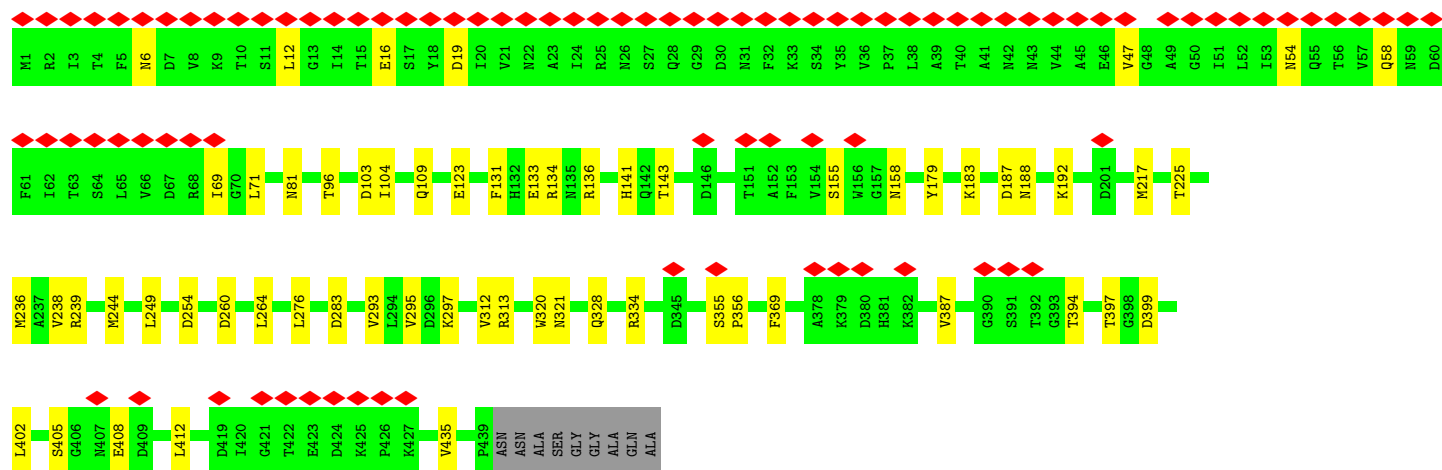 M1 R2 I3 T4 F5 N6 D7 V8 K9 T10 S11 L12 G13 I14 T15 E16 S17 Y18 D19 I20 V21 N22 A23 I24 R25 N26 S27 Q28 G29 D30 N31 F32 K33 S34 Y35 V36 P37 L38 A39 T40 A41 N42 N43 V44 A45 E46 V47 G48 A49 G50 I51 L52 I53 N54 Q55 T56 V57 Q58 N59 D60
F61 I62 T63 S64 L65 V66 D67 R68 I69 G70 L71 N81 T96 D103 I104 Q109 E123 F131 H132 E133 R134 N135 R136 H141 Q142 T143 D146 T151 A152 F153 V154 S155 W156 G157 N158 Y179 K183 D187 N188 K192 D201 M217 T225
M236 A237 V238 R239 M244 L249 D254 D260 L264 L276 D283 V293 L294 V295 D296 K297 V312 R313 W320 N321 Q328 R334 D345 S355 P356 F369 A378 K379 D380 H381 K382 V387 G390 S391 T392 G393 T394 T397 G398 D399
L402 S405 G406 N407 E408 D409 L412 D419 I420 G421 T422 E423 D424 K425 P426 K427 V435 P439 ASN ASN ALA SER GLY GLY ALA GLN ALA